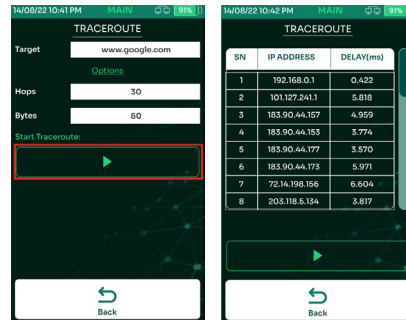 14/08/22 10:41 PM MAIN 91%
TRACEROUTE
Target www.google.com
Options
Hops 30
Bytes 60
Start Traceroute:
Back
14/08/22 10:42 PM MAIN 91%
TRACEROUTE
SN IP ADDRESS DELAY(ms)
1 192.168.0.1 0.422
2 101.127.241.1 5.818
3 183.90.44.157 4.959
4 183.90.44.153 3.774
5 183.90.44.177 3.570
6 183.90.44.173 5.971
7 72.14.198.156 6.604
8 203.118.5.134 3.817
Back